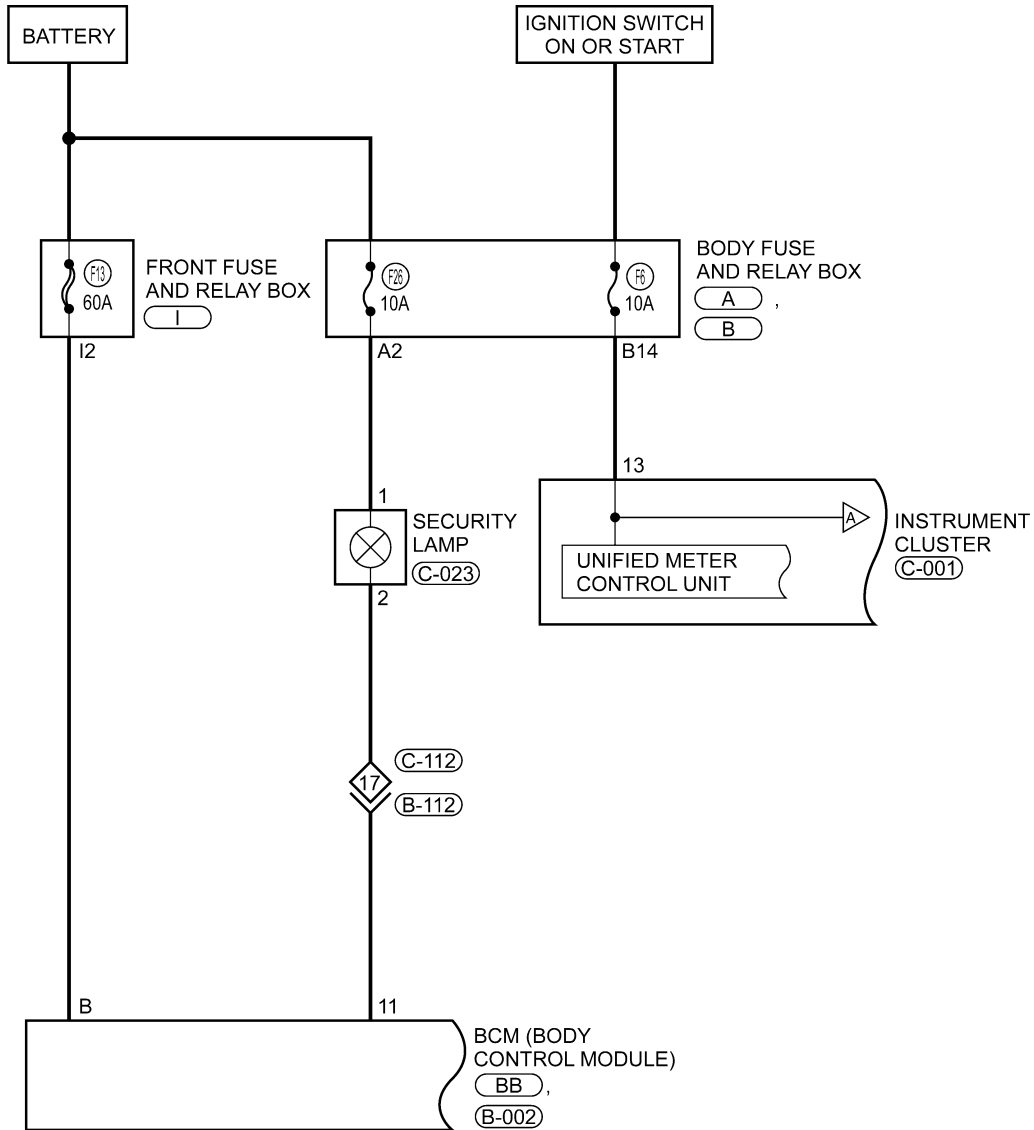 BATTERY
IGNITION SWITCH
ON OR START
F13
60A
FRONT FUSE
AND RELAY BOX
I
F26
10A
F6
10A
BODY FUSE
AND RELAY BOX
A ,
B
I2
A2
B14
13
1
SECURITY
LAMP
C-023
2
A
INSTRUMENT
CLUSTER
C-001
UNIFIED METER
CONTROL UNIT
C-112
17
B-112
B
11
BCM (BODY
CONTROL MODULE)
BB ,
B-002